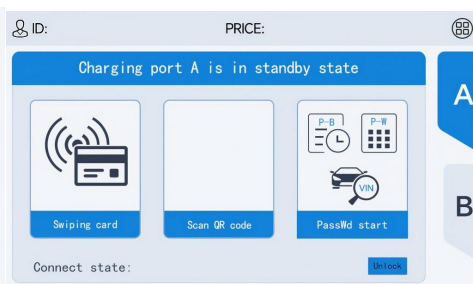 ID:
PRICE:
Charging port A is in standby state
A
P-B
P-W
VIN
Swiping card
Scan QR code
PassWd start
B
Connect state:
Unlock